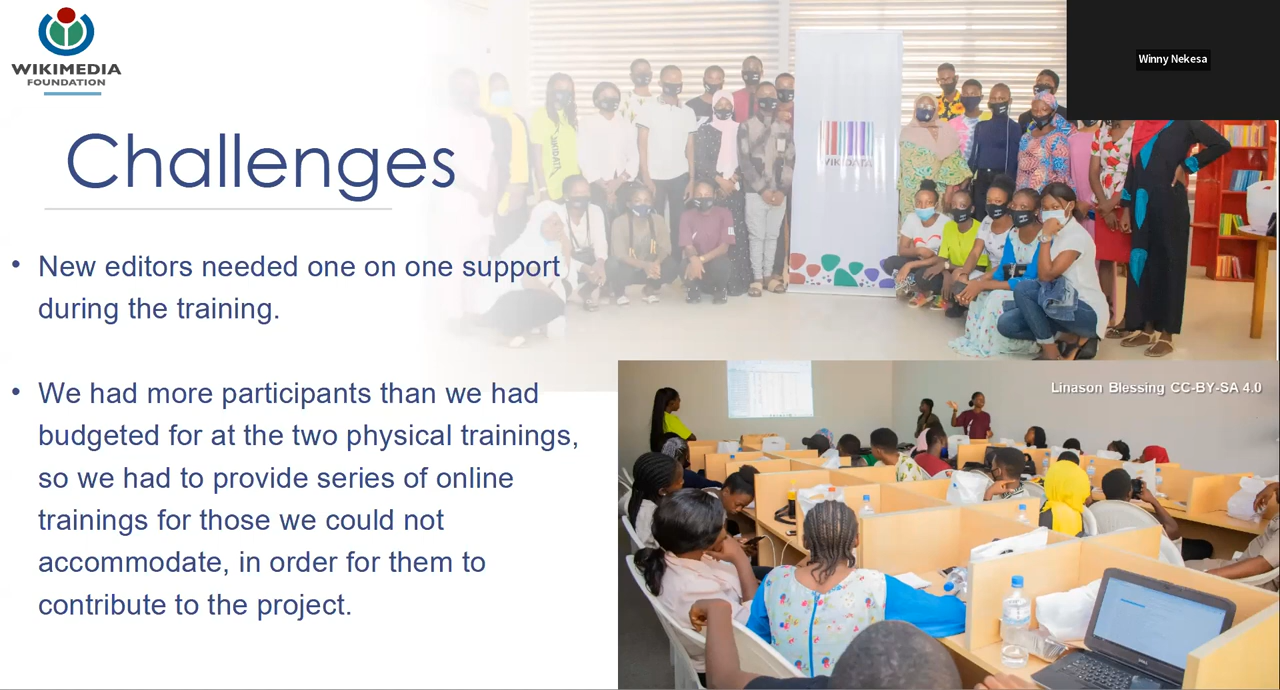 WIKIMEDIA
FOUNDATION
Winny Nekesa
Challenges
WIKIDATA
WIKIDATA
• New editors needed one on one support
during the training.
• We had more participants than we had
budgeted for at the two physical trainings,
so we had to provide series of online
trainings for those we could not
accommodate, in order for them to
contribute to the project.
Linason Blessing CC-BY-SA 4.0
DELL